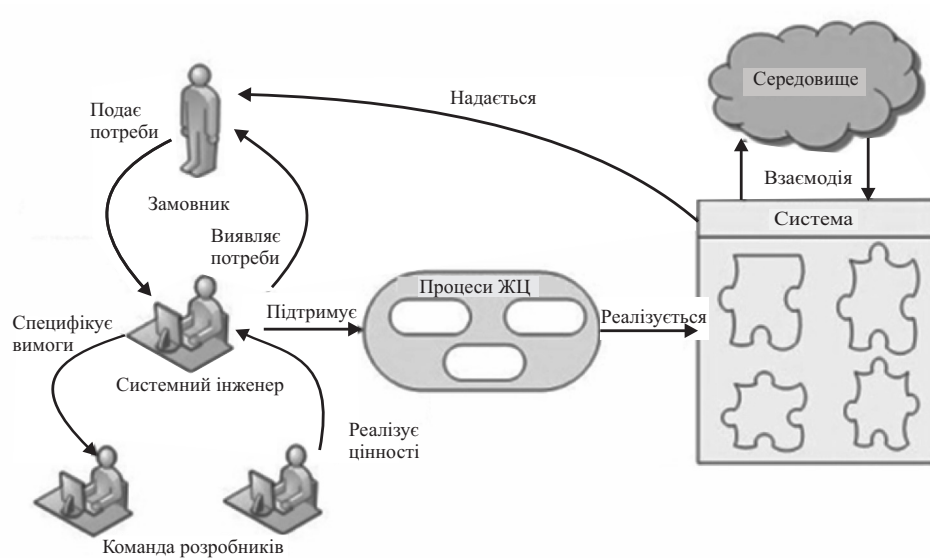 Середовище
Надається
Подає
потреби
Взаємодія
Замовник
Система
Виявляє
потреби
Процеси ЖЦ
Специфікує
вимоги
Підтримує
Реалізується
Системний інженер
Реалізує
цінності
Команда розробників